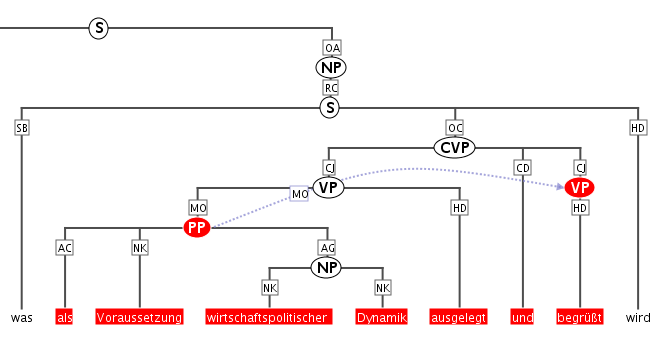 S
OA
NP
RC
S
SB OC HD
CVP
CJ CD CJ
VP MO VP
MO HD HD
PP
AC NK AG
NP
NK NK
was als Voraussetzung wirtschaftspolitischer Dynamik ausgelegt und begrüßt wird